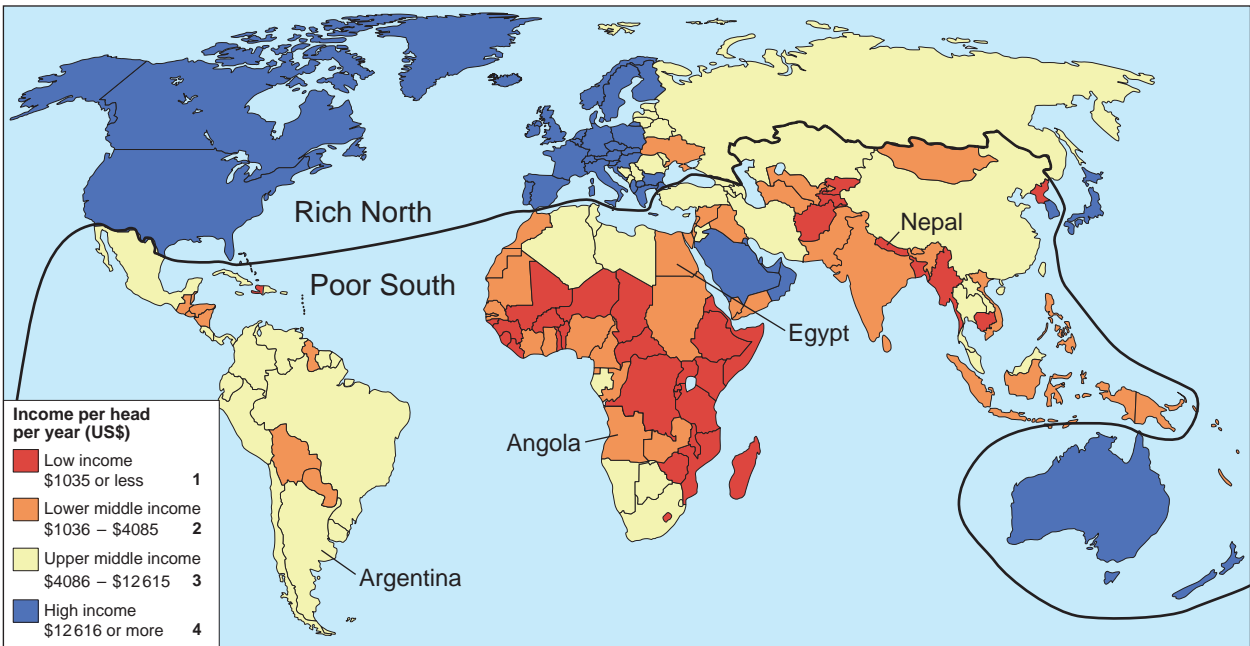 Rich North
Poor South
Nepal
Egypt
Angola
Argentina
Income per head
per year (US$)
Low income
$1035 or less 1
Lower middle income
$1036 – $4085 2
Upper middle income
$4086 – $12615 3
High income
$12616 or more 4